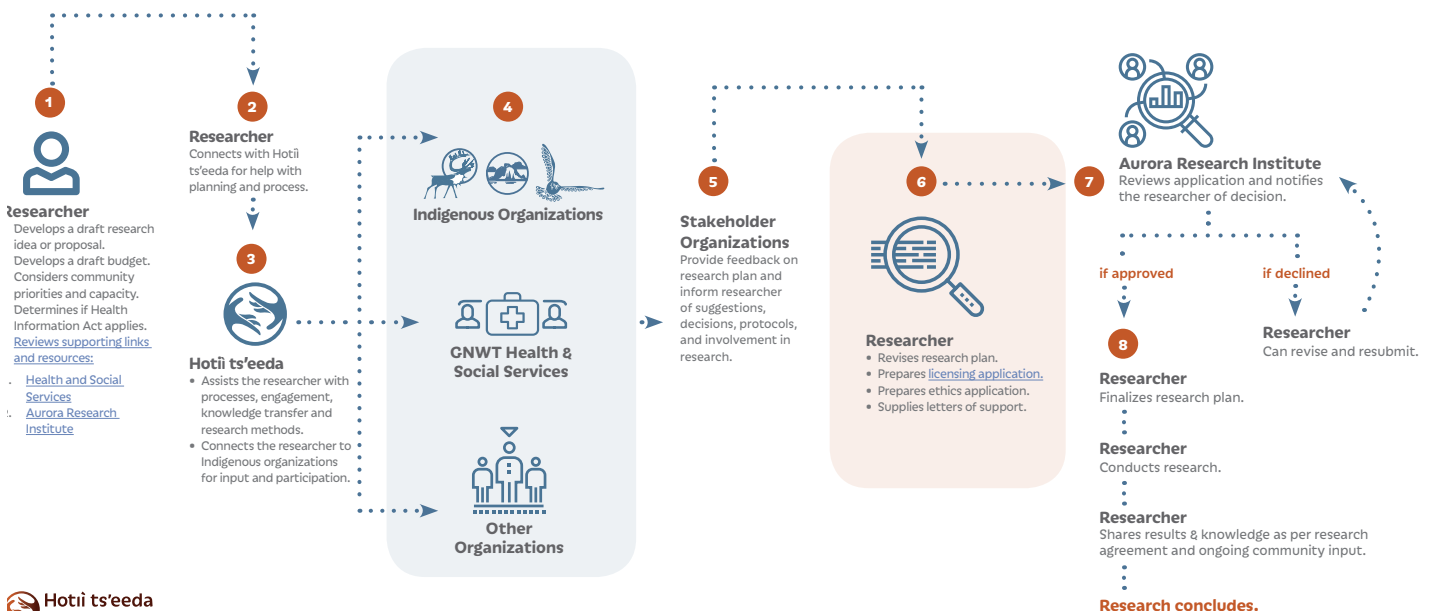 1
Researcher
Develops a draft research
idea or proposal.
Develops a draft budget.
Considers community
priorities and capacity.
Determines if Health
Information Act applies.
Reviews supporting links
and resources:
. Health and Social
Services
. Aurora Research
Institute
2
Researcher
Connects with Hotıì
ts'eeda for help with
planning and process.
3
Hotıì ts'eeda
• Assists the researcher with
processes, engagement,
knowledge transfer and
research methods.
• Connects the researcher to
Indigenous organizations
for input and participation.
4
Indigenous Organizations
GNWT Health &
Social Services
Other
Organizations
5
Stakeholder
Organizations
Provide feedback on
research plan and
inform researcher
of suggestions,
decisions, protocols,
and involvement in
research.
6
Researcher
• Revises research plan.
• Prepares licensing application.
• Prepares ethics application.
• Supplies letters of support.
7
Aurora Research Institute
Reviews application and notifies
the researcher of decision.
if approved
if declined
Researcher
Can revise and resubmit.
8
Researcher
Finalizes research plan.
Researcher
Conducts research.
Researcher
Shares results & knowledge as per research
agreement and ongoing community input.
Research concludes.
Hotıì ts'eeda